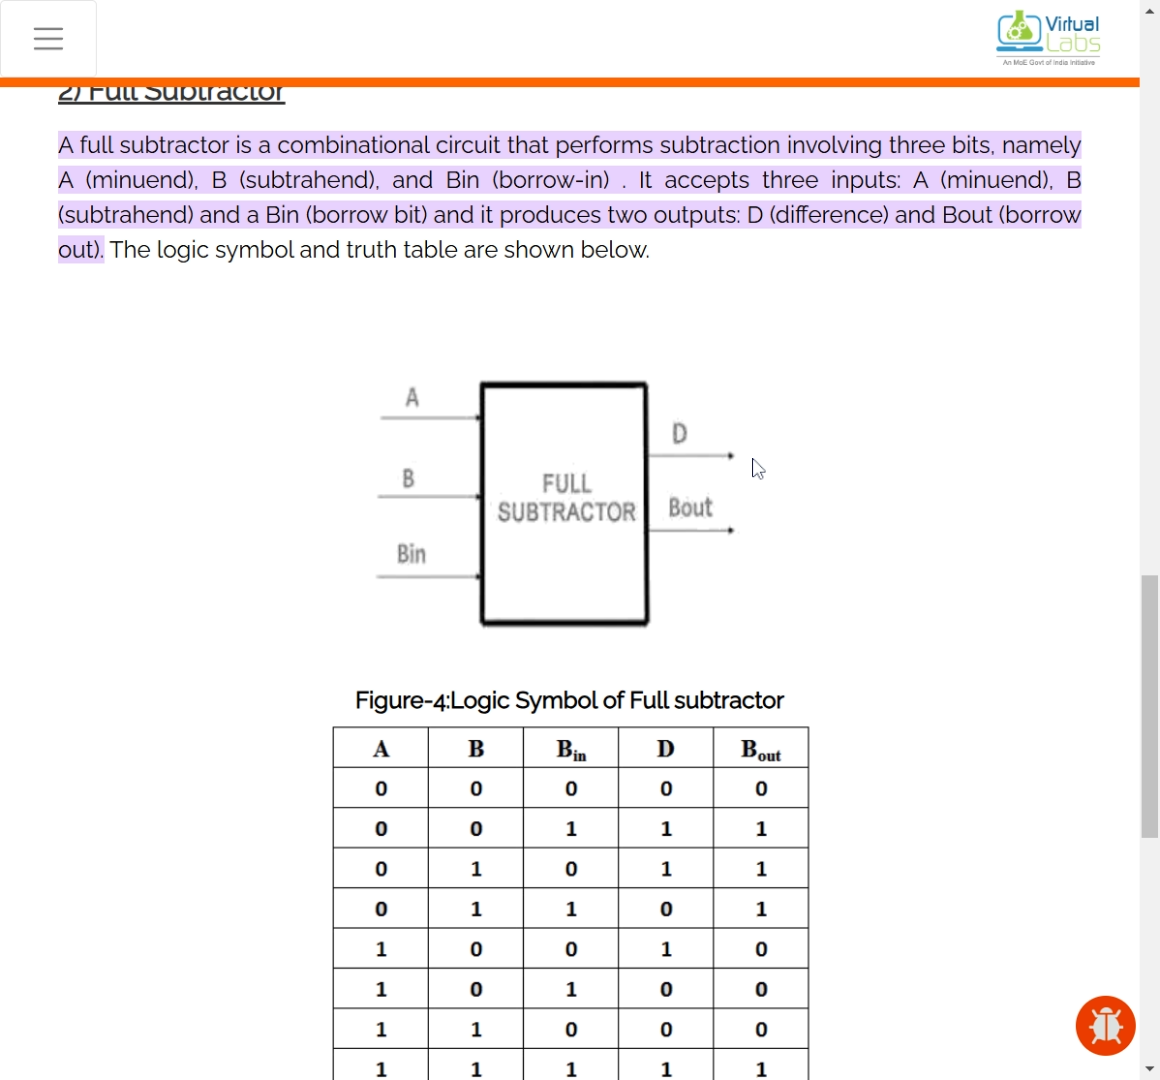 Virtual
Labs
An MoE Govt of India Initiative
2) Full Subtractor
A full subtractor is a combinational circuit that performs subtraction involving three bits, namely
A (minuend), B (subtrahend), and Bin (borrow-in) . It accepts three inputs: A (minuend), B
(subtrahend) and a Bin (borrow bit) and it produces two outputs: D (difference) and Bout (borrow
out). The logic symbol and truth table are shown below.
A
D
B
FULL
SUBTRACTOR
Bout
Bin
Figure-4:Logic Symbol of Full subtractor
A B Bin D Bout
0 0 0 0 0
0 0 1 1 1
0 1 0 1 1
0 1 1 0 1
1 0 0 1 0
1 0 1 0 0
1 1 0 0 0
1 1 1 1 1